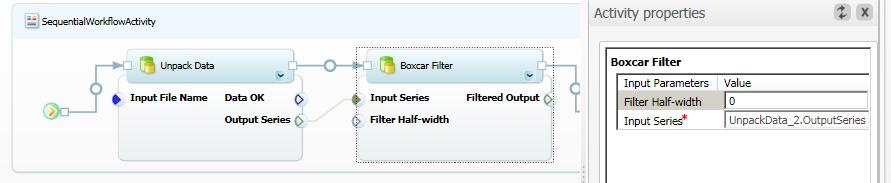 SequentialWorkflowActivity
Unpack Data
Input File Name
Data OK
Output Series
Boxcar Filter
Input Series
Filtered Output
Filter Half-width
Activity properties
Boxcar Filter
Input Parameters Value
Filter Half-width 0
Input Series* UnpackData_2.OutputSeries